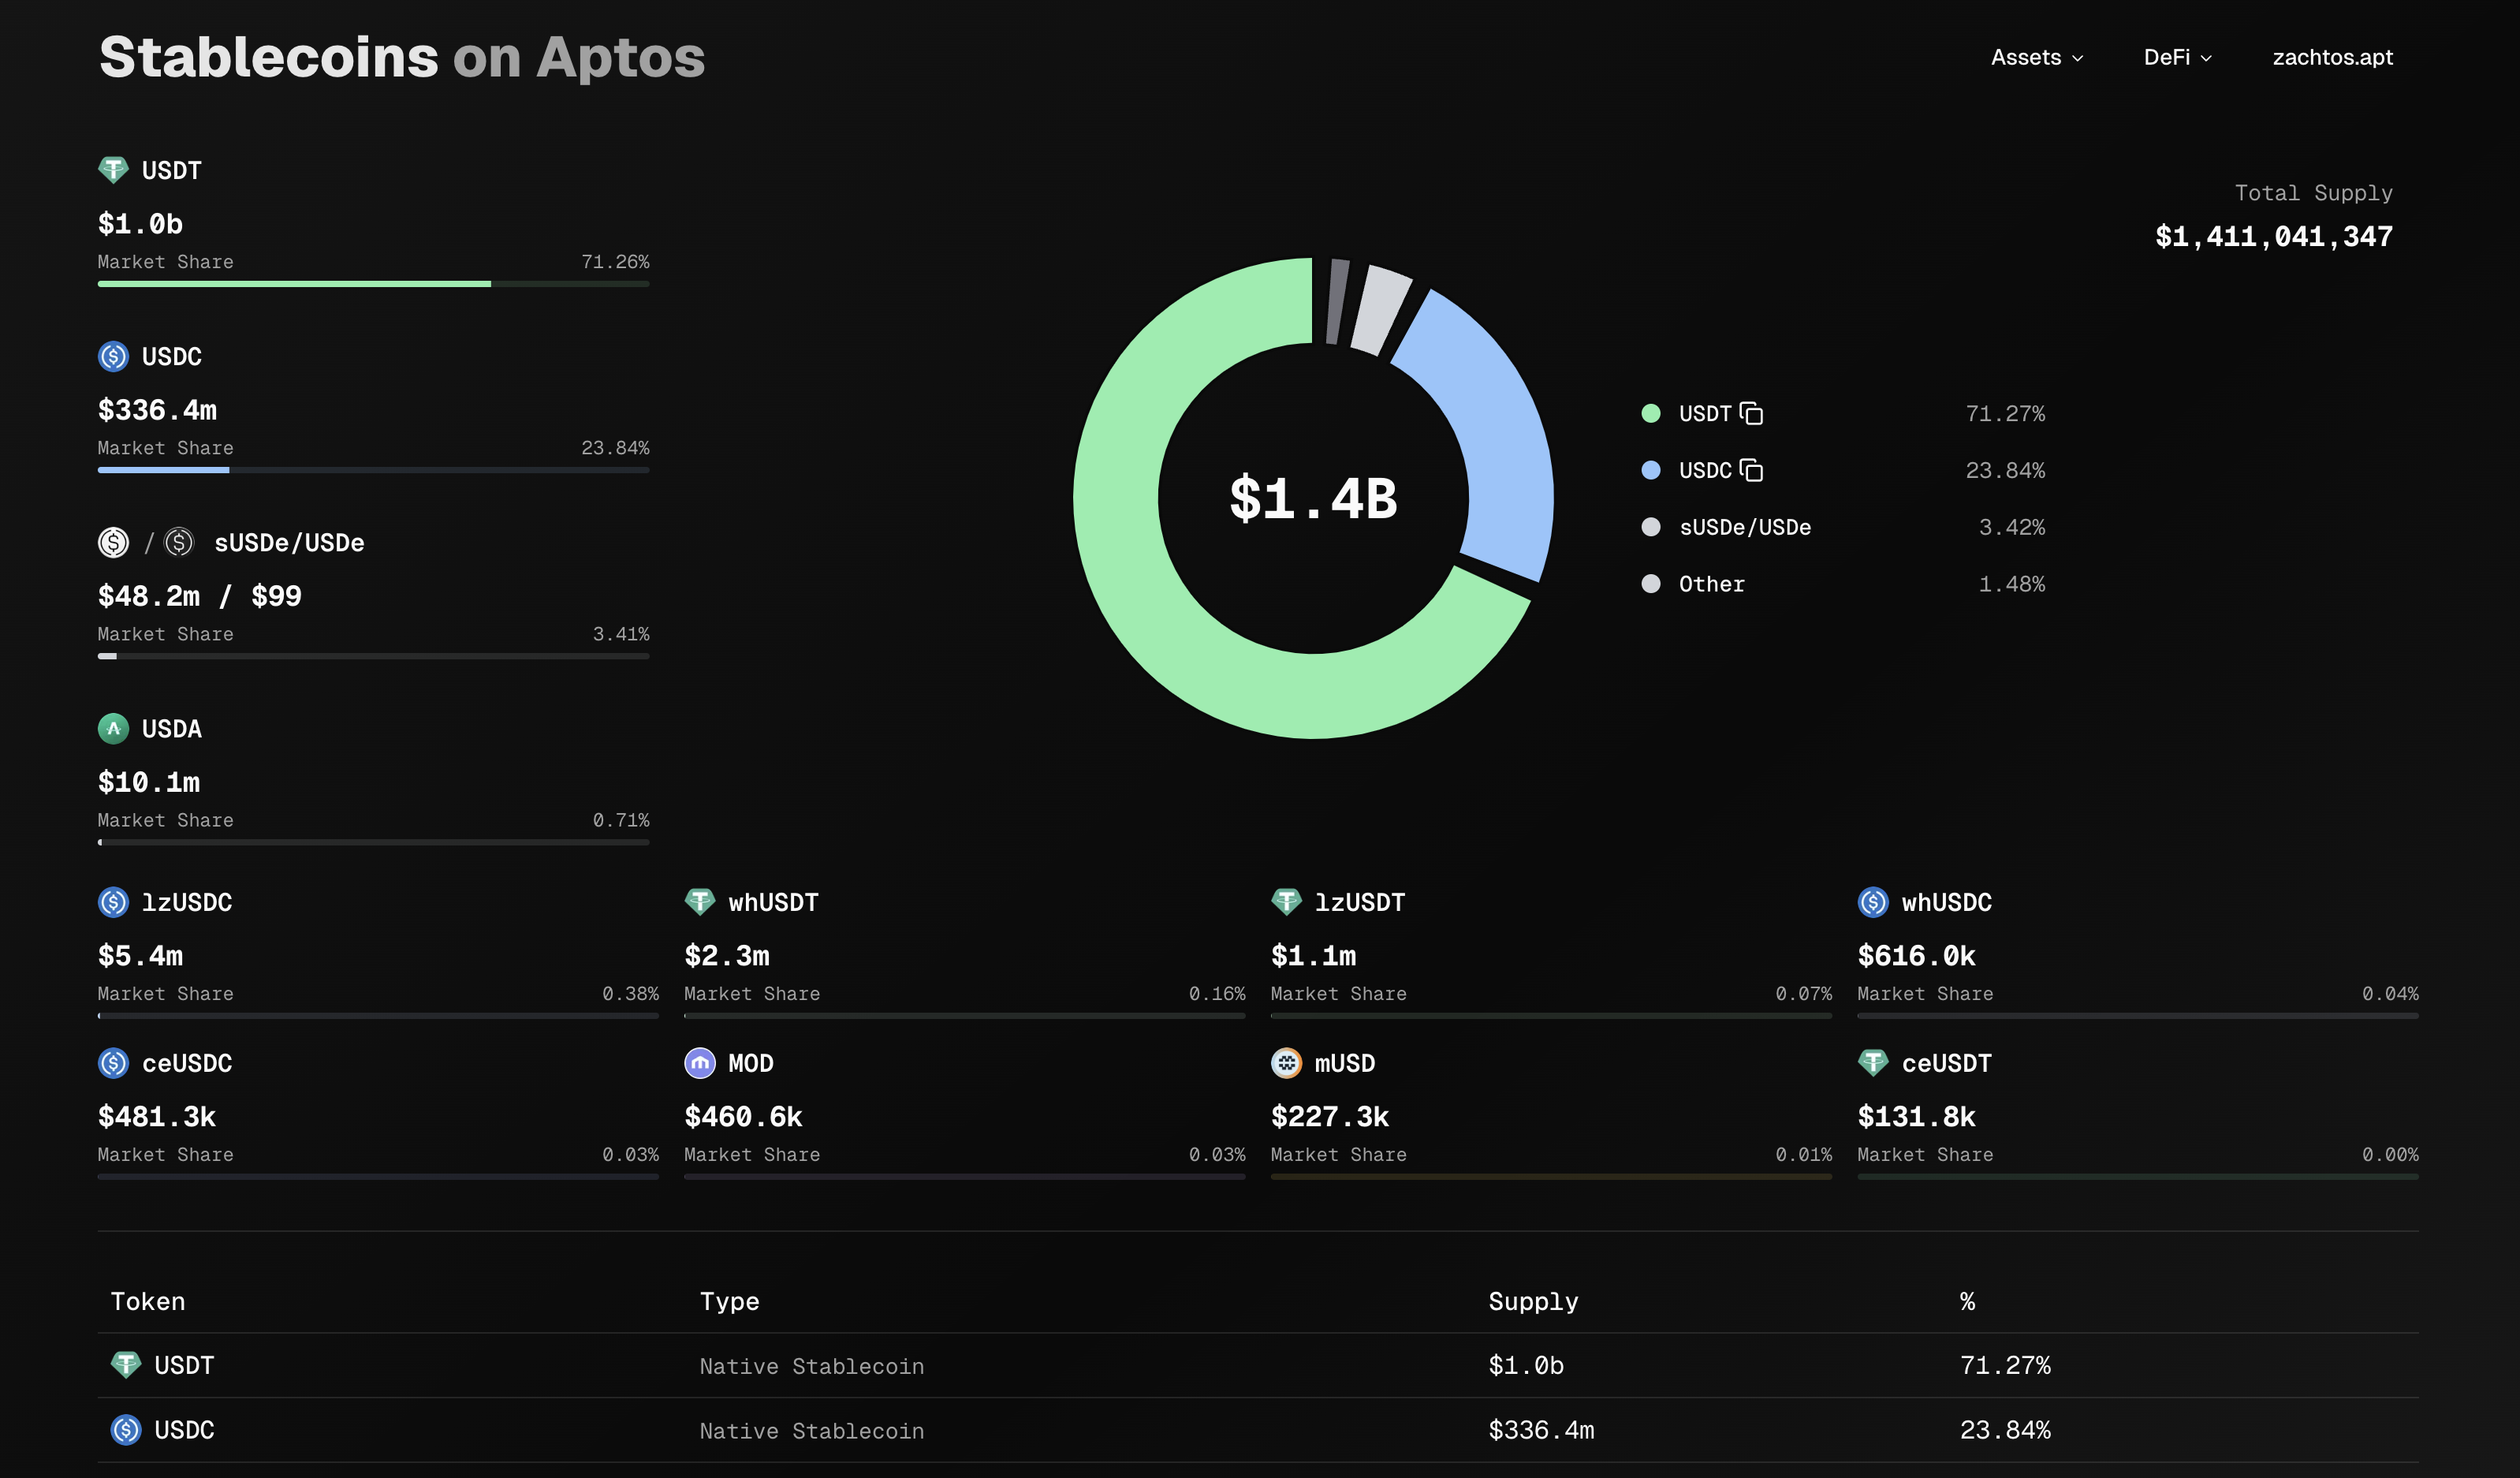 Stablecoins on Aptos
Assets DeFi zachtos.apt
USDT
$1.0b
Market Share 71.26%
USDC
$336.4m
Market Share 23.84%
/ sUSDe/USDe
$48.2m / $99
Market Share 3.41%
USDA
$10.1m
Market Share 0.71%
$1.4B
Total Supply
$1,411,041,347
USDT 71.27%
USDC 23.84%
sUSDe/USDe 3.42%
Other 1.48%
lzUSDC
$5.4m
Market Share 0.38%
whUSDT
$2.3m
Market Share 0.16%
lzUSDT
$1.1m
Market Share 0.07%
whUSDC
$616.0k
Market Share 0.04%
ceUSDC
$481.3k
Market Share 0.03%
MOD
$460.6k
Market Share 0.03%
mUSD
$227.3k
Market Share 0.01%
ceUSDT
$131.8k
Market Share 0.00%
Token Type Supply %
USDT Native Stablecoin $1.0b 71.27%
USDC Native Stablecoin $336.4m 23.84%